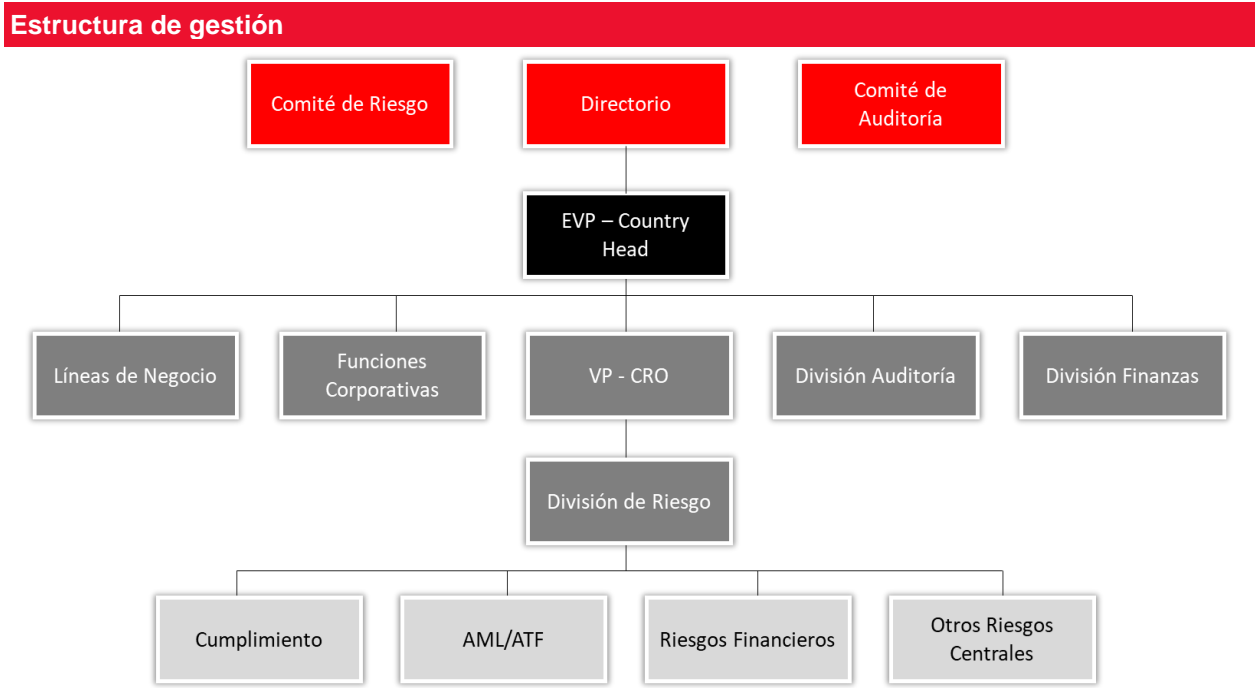 Estructura de gestión
Comité de Riesgo
Directorio
Comité de
Auditoría
EVP – Country
Head
Líneas de Negocio
Funciones
Corporativas
VP - CRO
División Auditoría
División Finanzas
División de Riesgo
Cumplimiento
AML/ATF
Riesgos Financieros
Otros Riesgos
Centrales